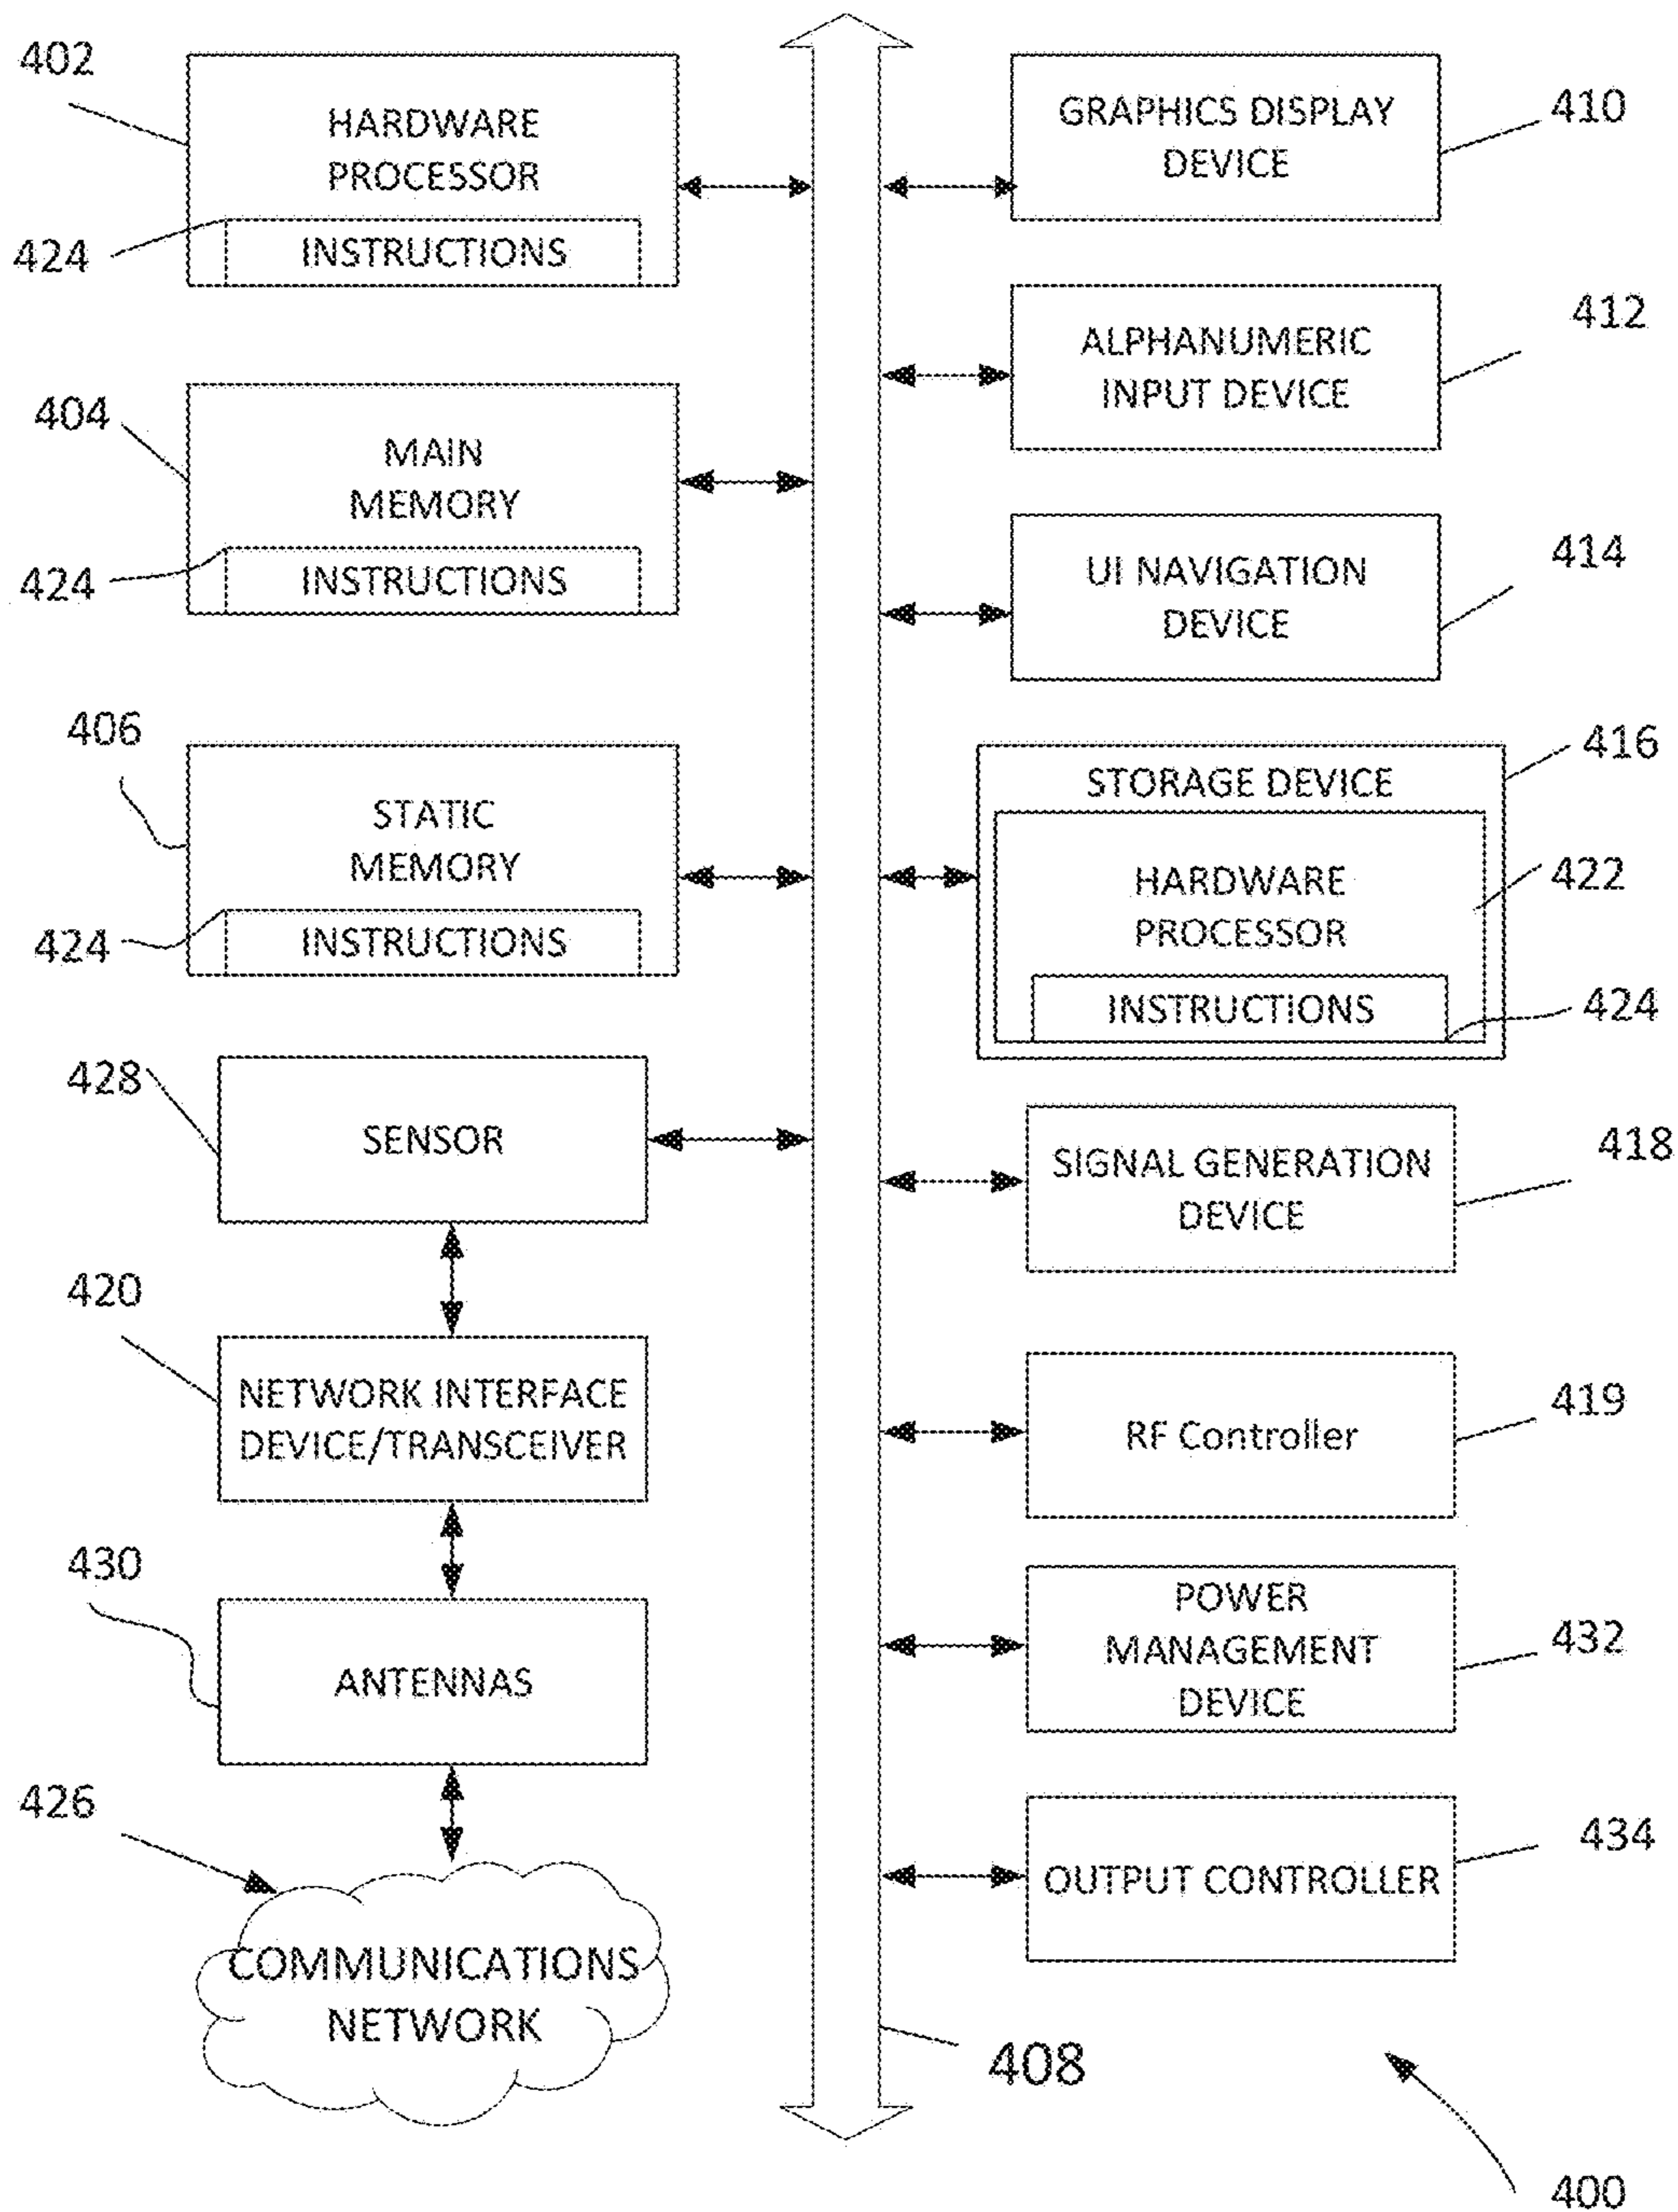 402
HARDWARE
PROCESSOR
424
INSTRUCTIONS
404
MAIN
MEMORY
424
INSTRUCTIONS
406
STATIC
MEMORY
424
INSTRUCTIONS
428
SENSOR
420
NETWORK INTERFACE
DEVICE/TRANSCEIVER
430
ANTENNAS
426
COMMUNICATIONS
NETWORK
GRAPHICS DISPLAY
DEVICE
410
ALPHANUMERIC
INPUT DEVICE
412
UI NAVIGATION
DEVICE
414
416
STORAGE DEVICE
HARDWARE
PROCESSOR
422
INSTRUCTIONS
424
SIGNAL GENERATION
DEVICE
418
RF Controller
419
POWER
MANAGEMENT
DEVICE
432
OUTPUT CONTROLLER
434
408
400